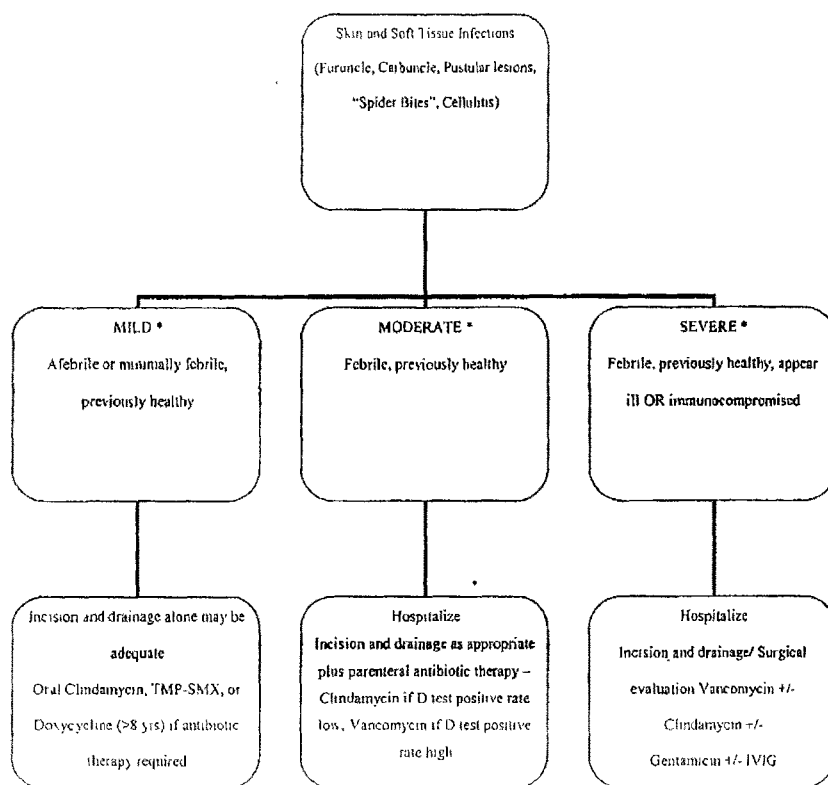 Skin and Soft Tissue Infections
(Furuncle, Carbuncle, Pustular lesions,
"Spider Bites", Cellulitis)
MILD *
Afebrile or minimally febrile,
previously healthy
MODERATE *
Febrile, previously healthy
SEVERE *
Febrile, previously healthy, appear
ill OR immunocompromised
Incision and drainage alone may be
adequate
Oral Clindamycin, TMP-SMX, or
Doxycycline (>8 yrs) if antibiotic
therapy required
Hospitalize
Incision and drainage as appropriate
plus parenteral antibiotic therapy –
Clindamycin if D test positive rate
low, Vancomycin if D test positive
rate high
Hospitalize
Incision and drainage/ Surgical
evaluation Vancomycin +/-
Clindamycin +/-
Gentamicin +/- IVIG